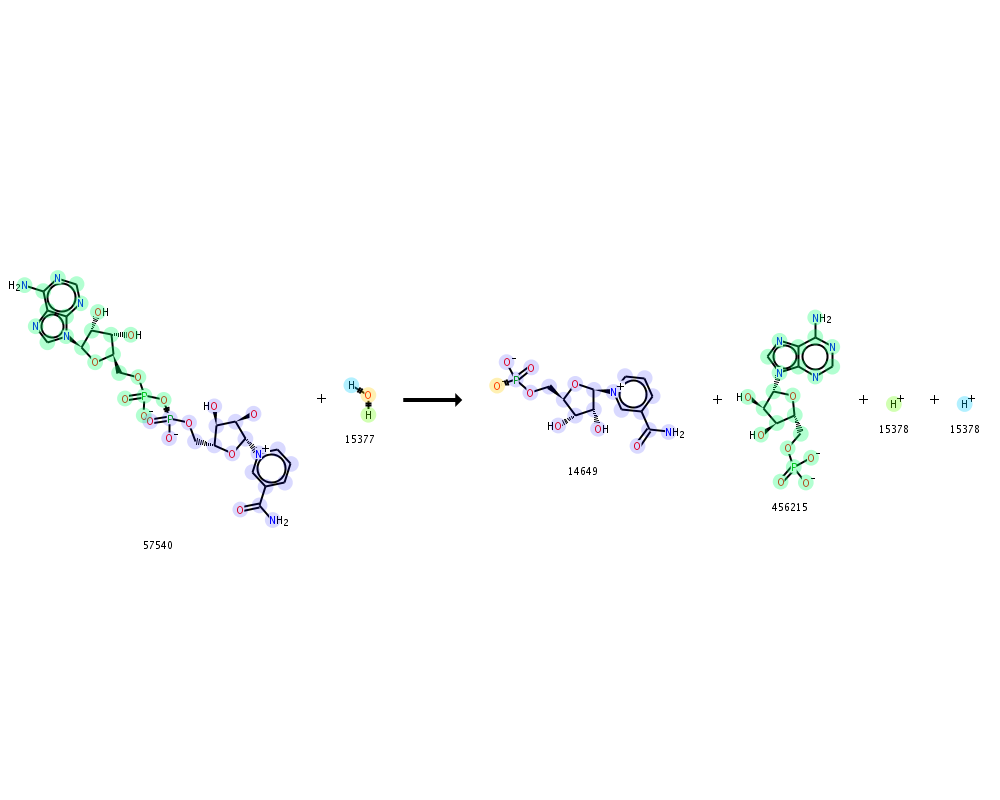 H2N N N N N N O OH OH O P O O- O P O O- O HO O O N+ O NH2
57540
+
H O H
15377
O- O O P O O HO OH N+ O NH2
14649
+
NH2 N N N N HO HO O O P O- O O-
456215
+
H+
15378
+
H+
15378